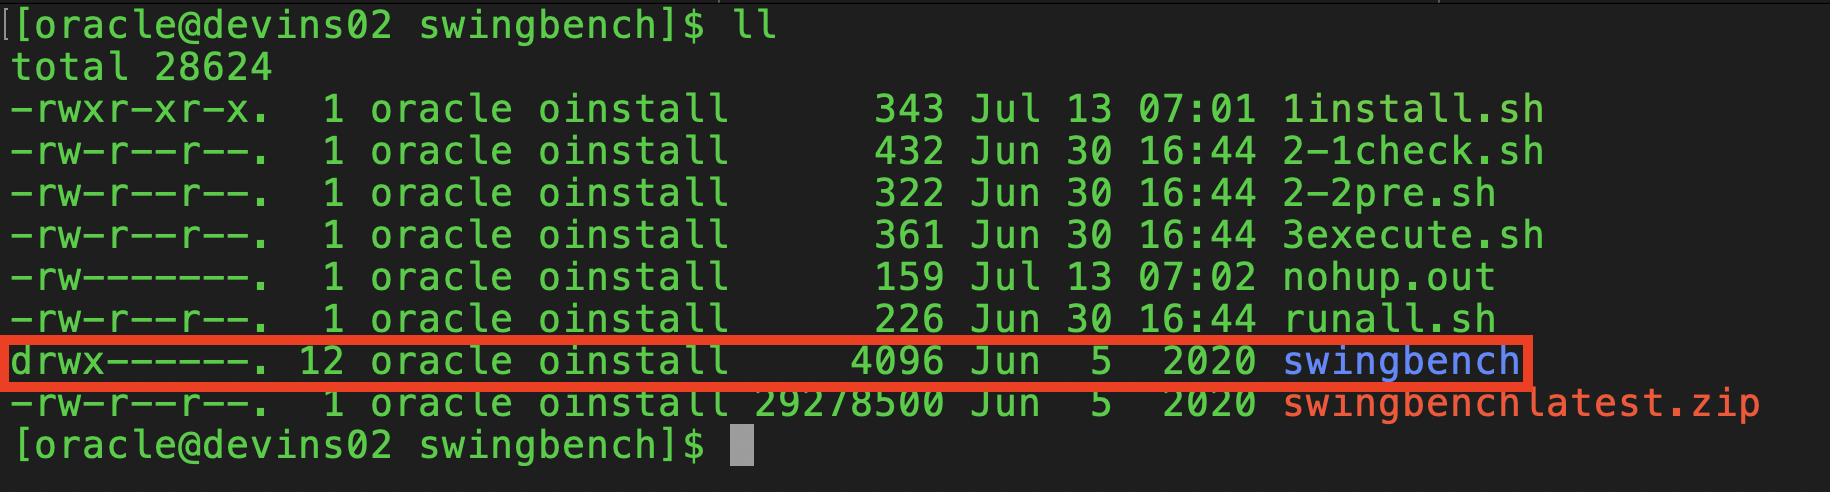 [[oracle@devins02 swingbench]$ ll
total 28624
-rwxr-xr-x.  1 oracle oinstall      343 Jul 13 07:01 1install.sh
-rw-r--r--.  1 oracle oinstall      432 Jun 30 16:44 2-1check.sh
-rw-r--r--.  1 oracle oinstall      322 Jun 30 16:44 2-2pre.sh
-rw-r--r--.  1 oracle oinstall      361 Jun 30 16:44 3execute.sh
-rw-------.  1 oracle oinstall      159 Jul 13 07:02 nohup.out
-rw-r--r--.  1 oracle oinstall      226 Jun 30 16:44 runall.sh
drwx------. 12 oracle oinstall     4096 Jun  5  2020 swingbench
-rw-r--r--.  1 oracle oinstall 29278500 Jun  5  2020 swingbenchlatest.zip
[oracle@devins02 swingbench]$